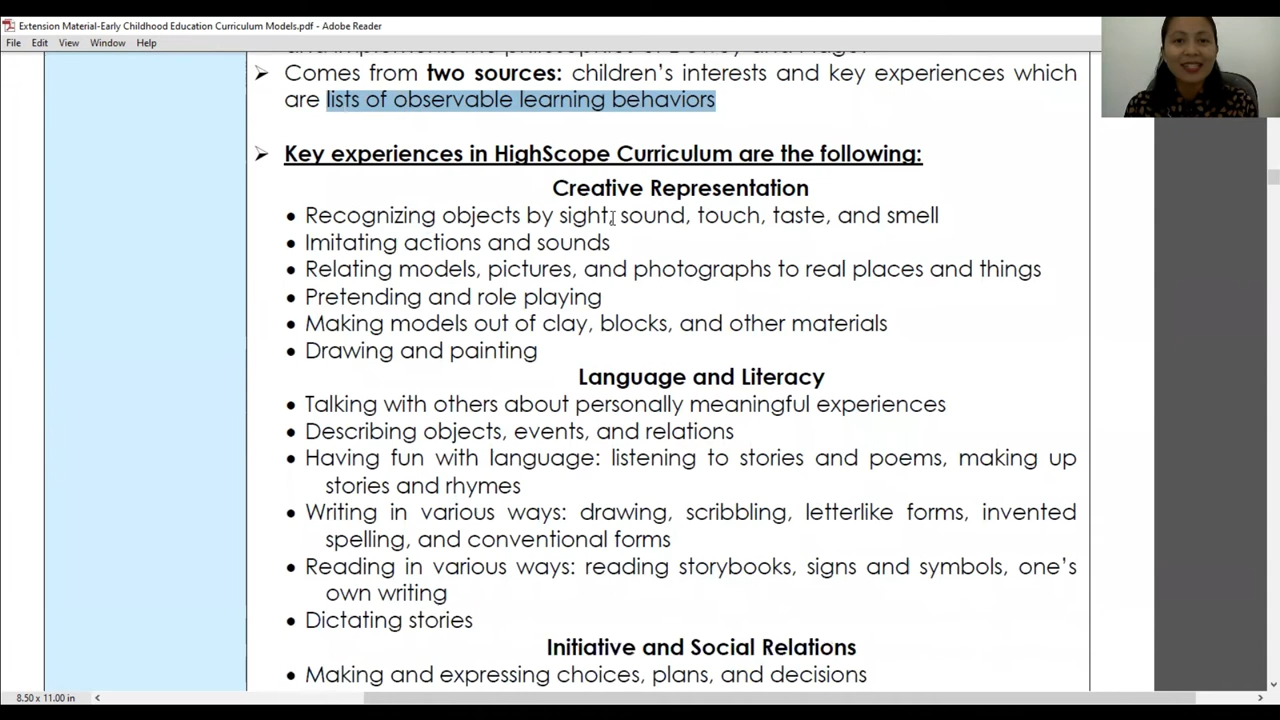 Extension Material-Early Childhood Education Curriculum Models.pdf - Adobe Reader
File Edit View Window Help
➢ Comes from two sources: children's interests and key experiences which
are lists of observable learning behaviors
➢ Key experiences in HighScope Curriculum are the following:
Creative Representation
• Recognizing objects by sight, sound, touch, taste, and smell
• Imitating actions and sounds
• Relating models, pictures, and photographs to real places and things
• Pretending and role playing
• Making models out of clay, blocks, and other materials
• Drawing and painting
Language and Literacy
• Talking with others about personally meaningful experiences
• Describing objects, events, and relations
• Having fun with language: listening to stories and poems, making up
stories and rhymes
• Writing in various ways: drawing, scribbling, letterlike forms, invented
spelling, and conventional forms
• Reading in various ways: reading storybooks, signs and symbols, one's
own writing
• Dictating stories
Initiative and Social Relations
• Making and expressing choices, plans, and decisions
8.50 x 11.00 in